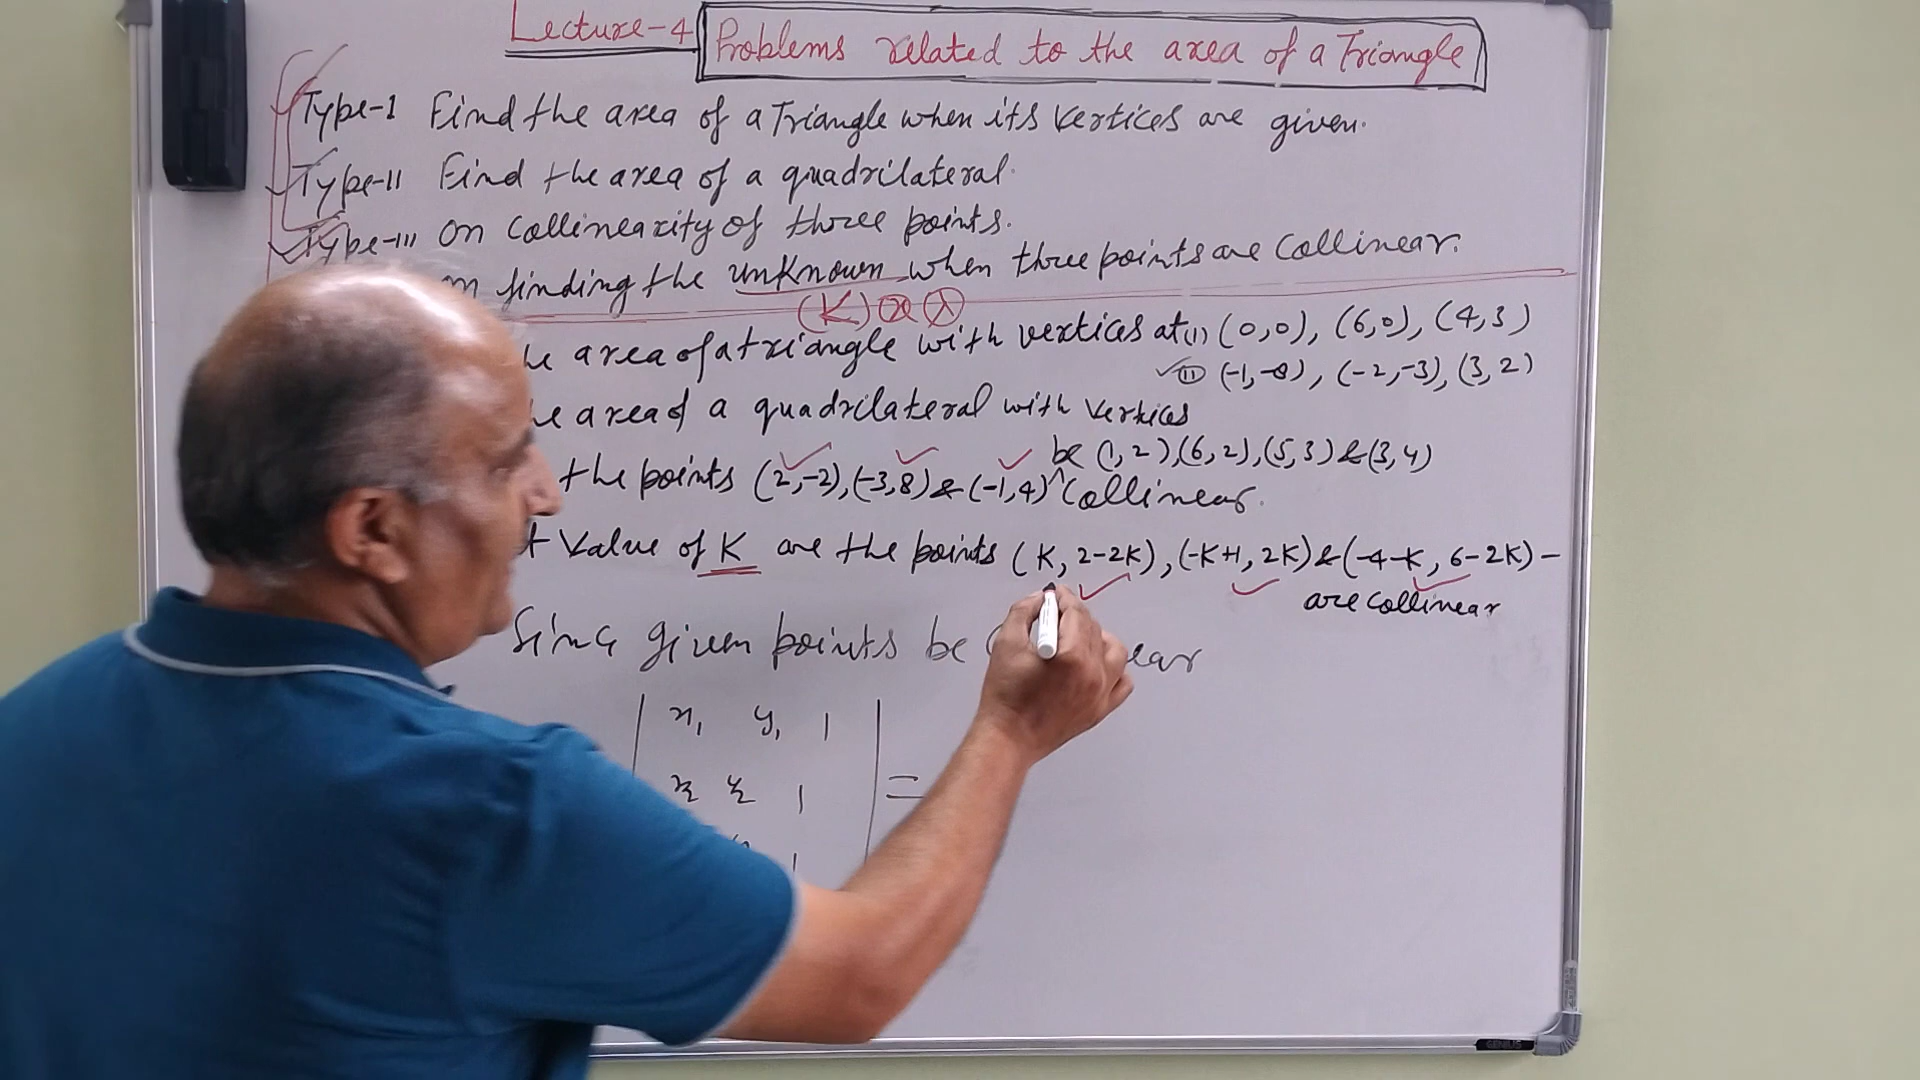 Lecture-4 Problems related to the area of a Triangle
Type-I Find the area of a Triangle when its vertices are given.
Type-II Find the area of a quadrilateral.
Type-III on collinearity of three points.
on finding the unknown when three points are collinear.
(K) (x) (λ)
area of a triangle with vertices at (i) (0,0), (6,0), (4,3)
(ii) (-1,-8), (-2,-3), (3,2)
area of a quadrilateral with vertices
be (1,2), (6,2), (5,3) & (3,4)
the points (2,-2), (-3,8) & (-1,4) ^ collinear.
value of K are the points (K, 2-2K), (-K+1, 2K) & (-4-K, 6-2K) –
are collinear
Since given points be
x₁ y₁ 1
x₂ y₂ 1 =
1
GENIUS